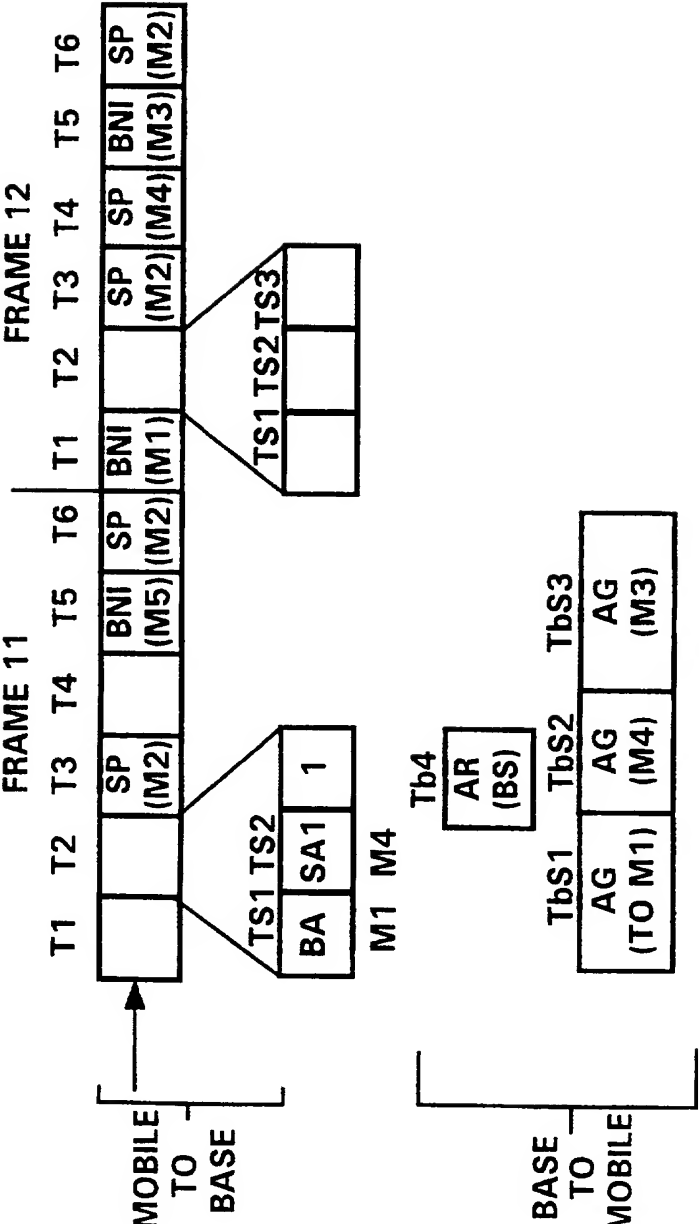 FRAME 11
FRAME 12
T1 T2 T3 T4 T5 T6 T1 T2 T3 T4 T5 T6
MOBILE
TO
BASE
SP
(M2)
BNI
(M5)
SP
(M2)
BNI
(M1)
SP
(M2)
SP
(M4)
BNI
(M3)
SP
(M2)
TS1 TS2
BA SA1 1
M1 M4
TS1 TS2 TS3
BASE
TO
MOBILE
Tb4
AR
(BS)
TbS1 TbS2 TbS3
AG
(TO M1)
AG
(M4)
AG
(M3)